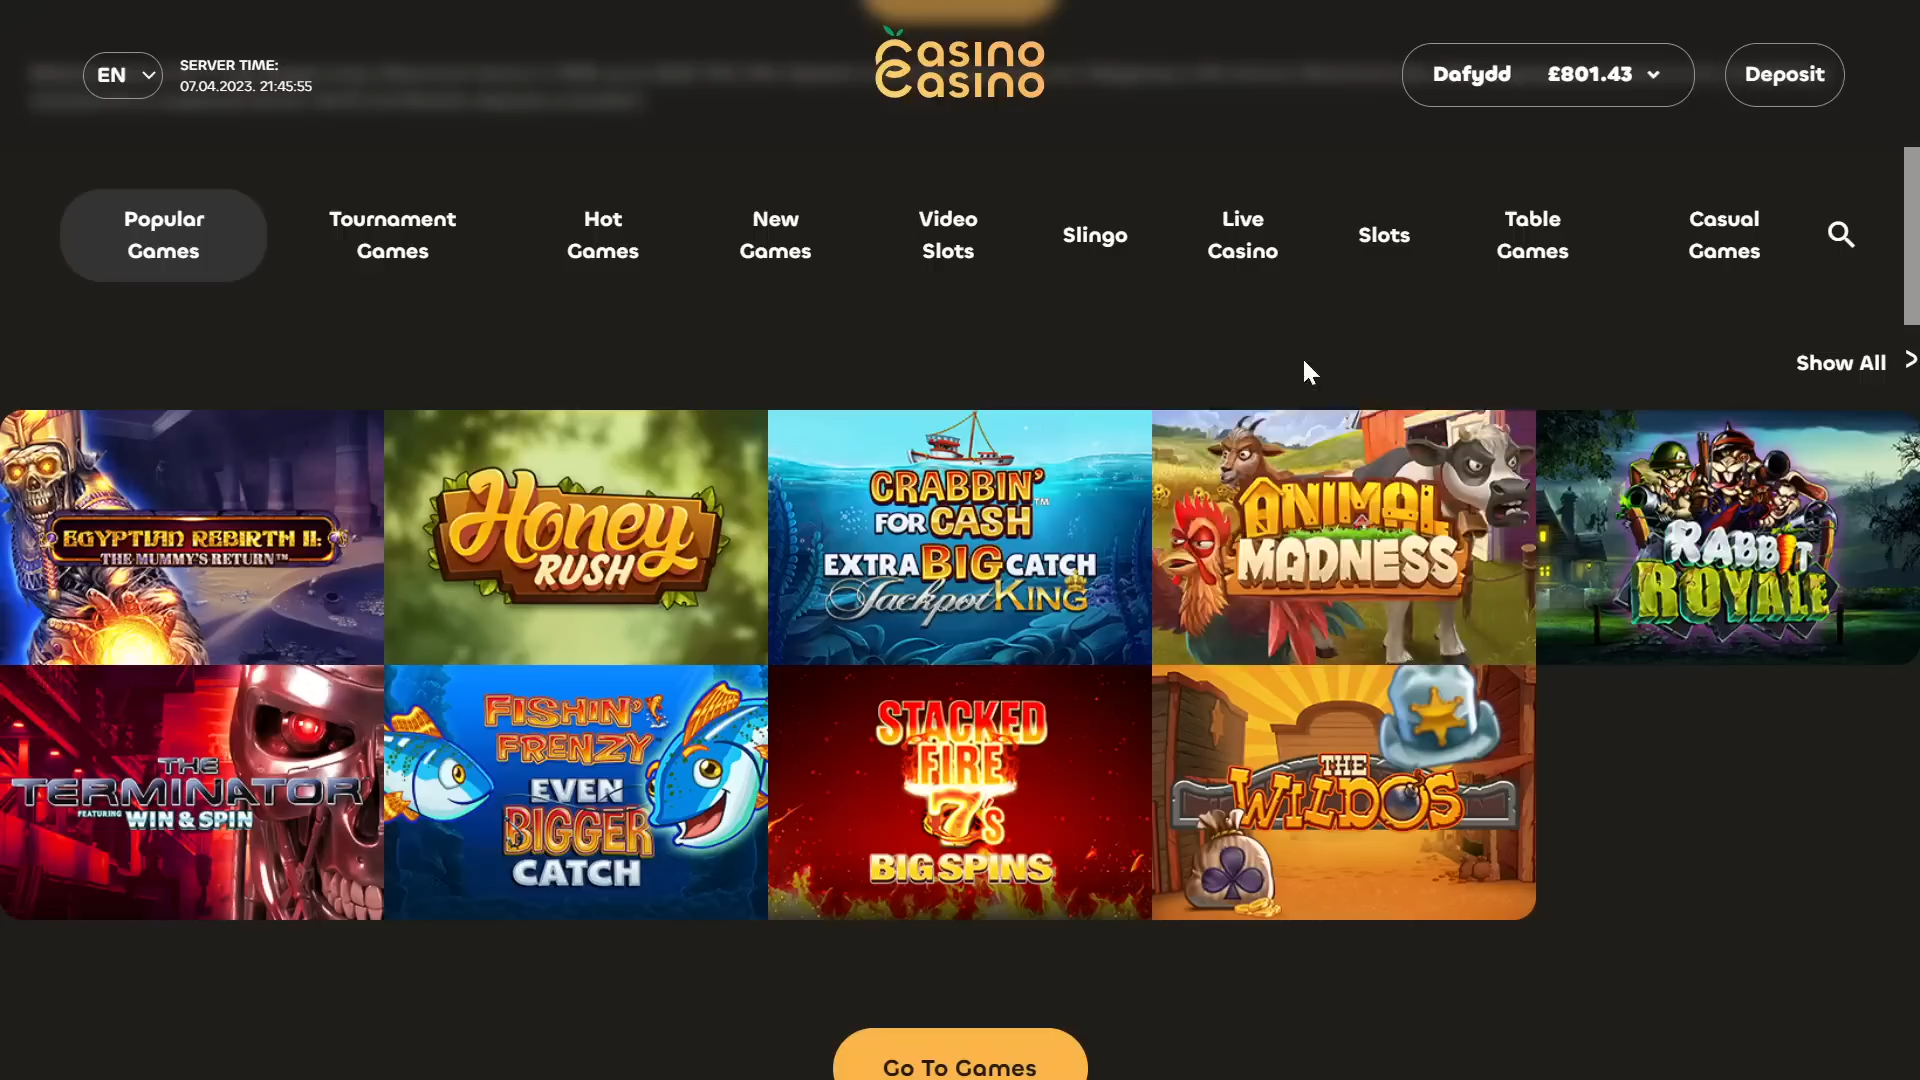 EN
SERVER TIME:
07.04.2023. 21:45:55
Casino
Casino
Dafydd £801.43
Deposit
Popular
Games
Tournament
Games
Hot
Games
New
Games
Video
Slots
Slingo
Live
Casino
Slots
Table
Games
Casual
Games
Show All >
EGYPTIAN REBIRTH II:
THE MUMMY'S RETURN™
Honey
RUSH
CRABBIN'™
FOR CASH
EXTRA BIG CATCH
Jackpot KING
ANIMAL
MADNESS
RABBIT
ROYALE
THE
TERMINATOR
FEATURING WIN & SPIN
FISHIN'
FRENZY
EVEN
BIGGER
CATCH
STACKED
FIRE
7's
BIG SPINS
THE
WILDOS
Go To Games